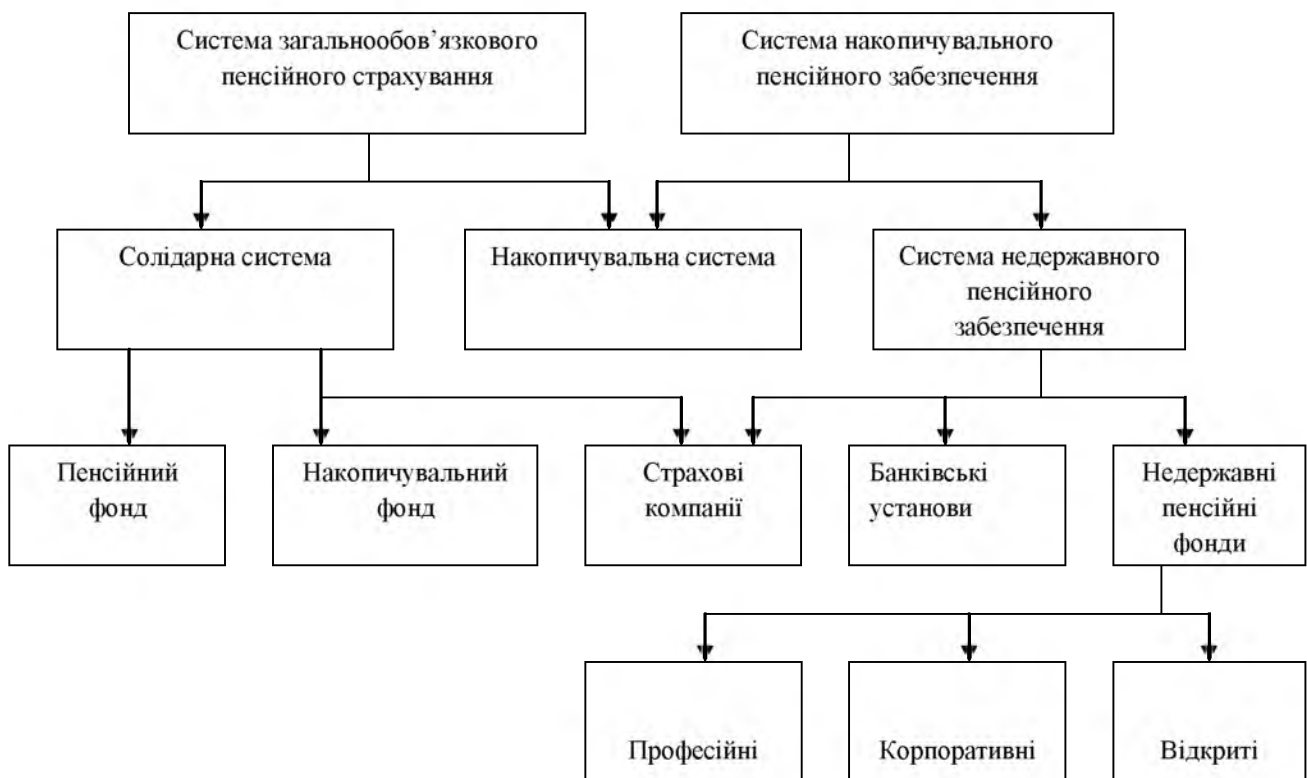 Система загальнообов’язкового
пенсійного страхування
Система накопичувального
пенсійного забезпечення
Солідарна система
Накопичувальна система
Система недержавного
пенсійного
забезпечення
Пенсійний
фонд
Накопичувальний
фонд
Страхові
компанії
Банківські
установи
Недержавні
пенсійні
фонди
Професійні
Корпоративні
Відкриті